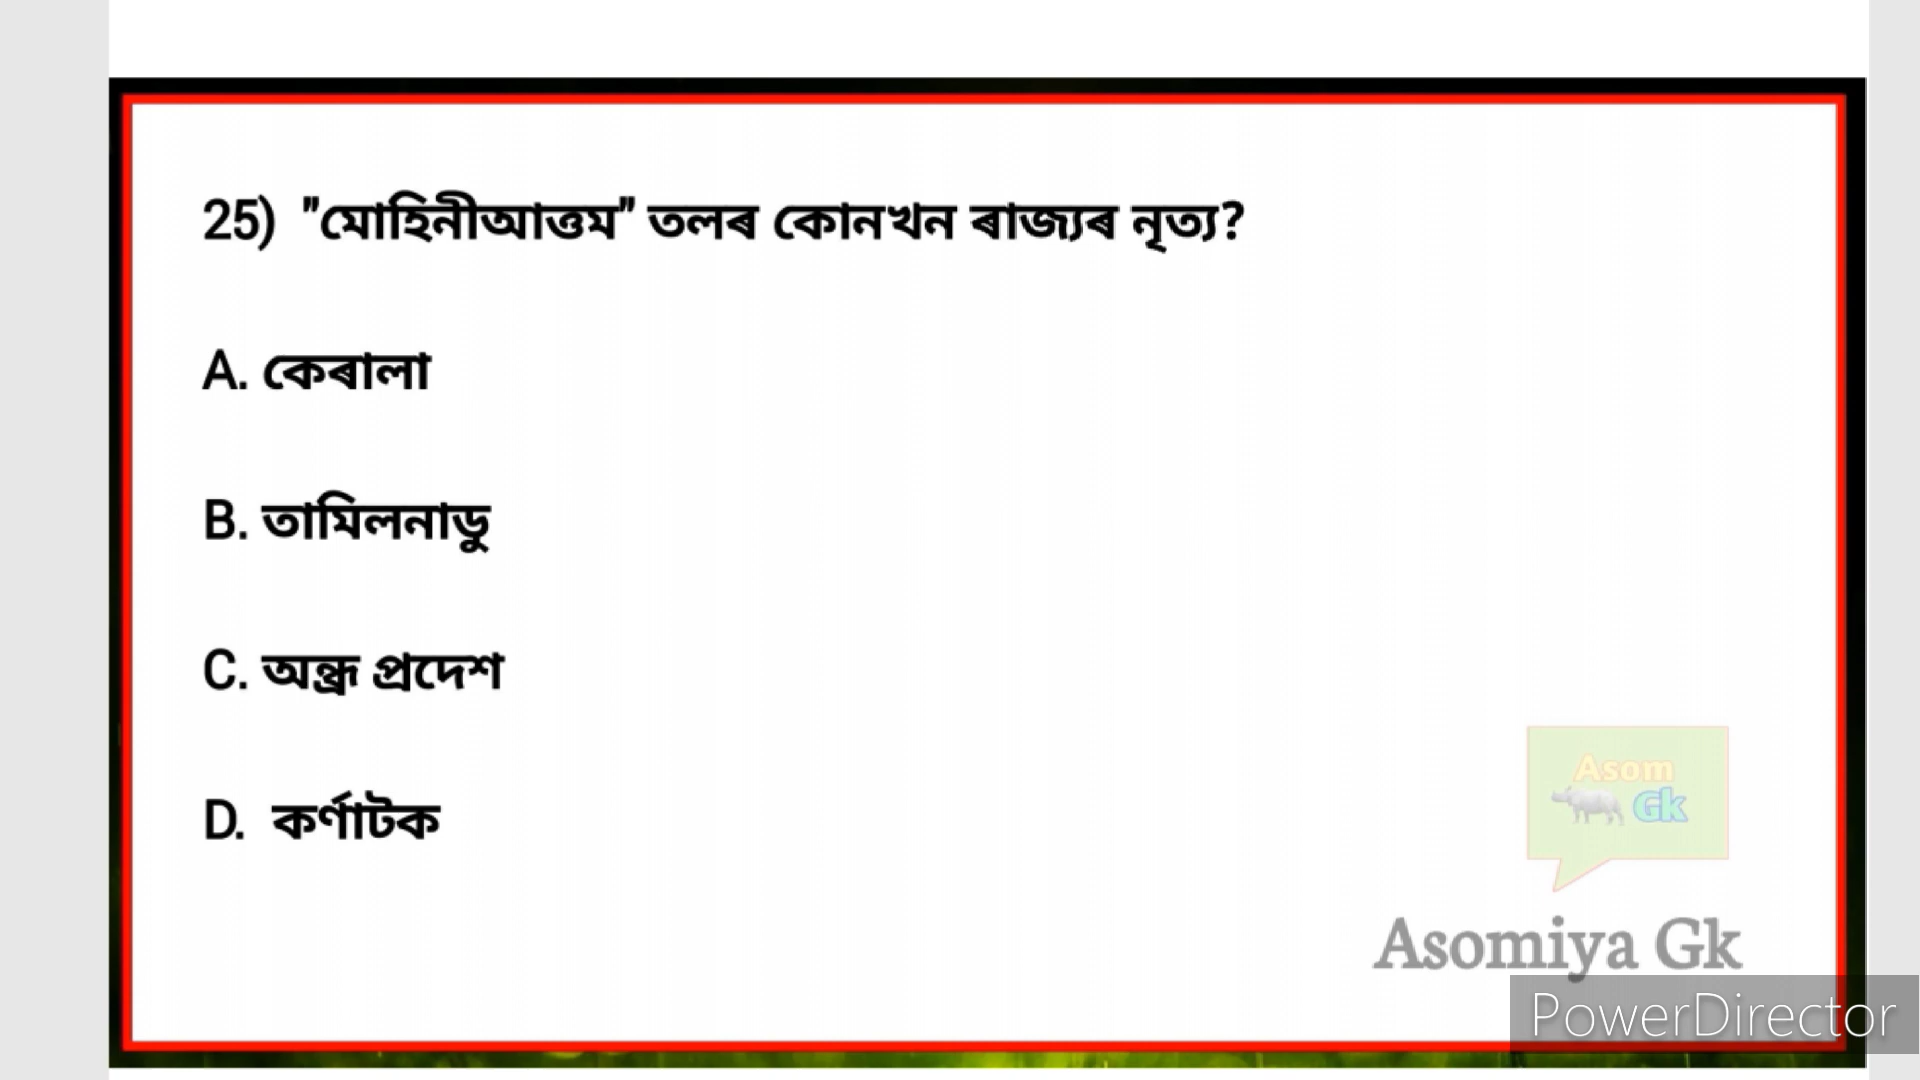 25) "মোহিনীআত্তম" তলৰ কোনখন ৰাজ্যৰ নৃত্য?
A. কেৰালা
B. তামিলনাডু
C. অন্ধ্ৰ প্ৰদেশ
D. কৰ্ণাটক
Asom
Gk
Asomiya Gk
PowerDirector